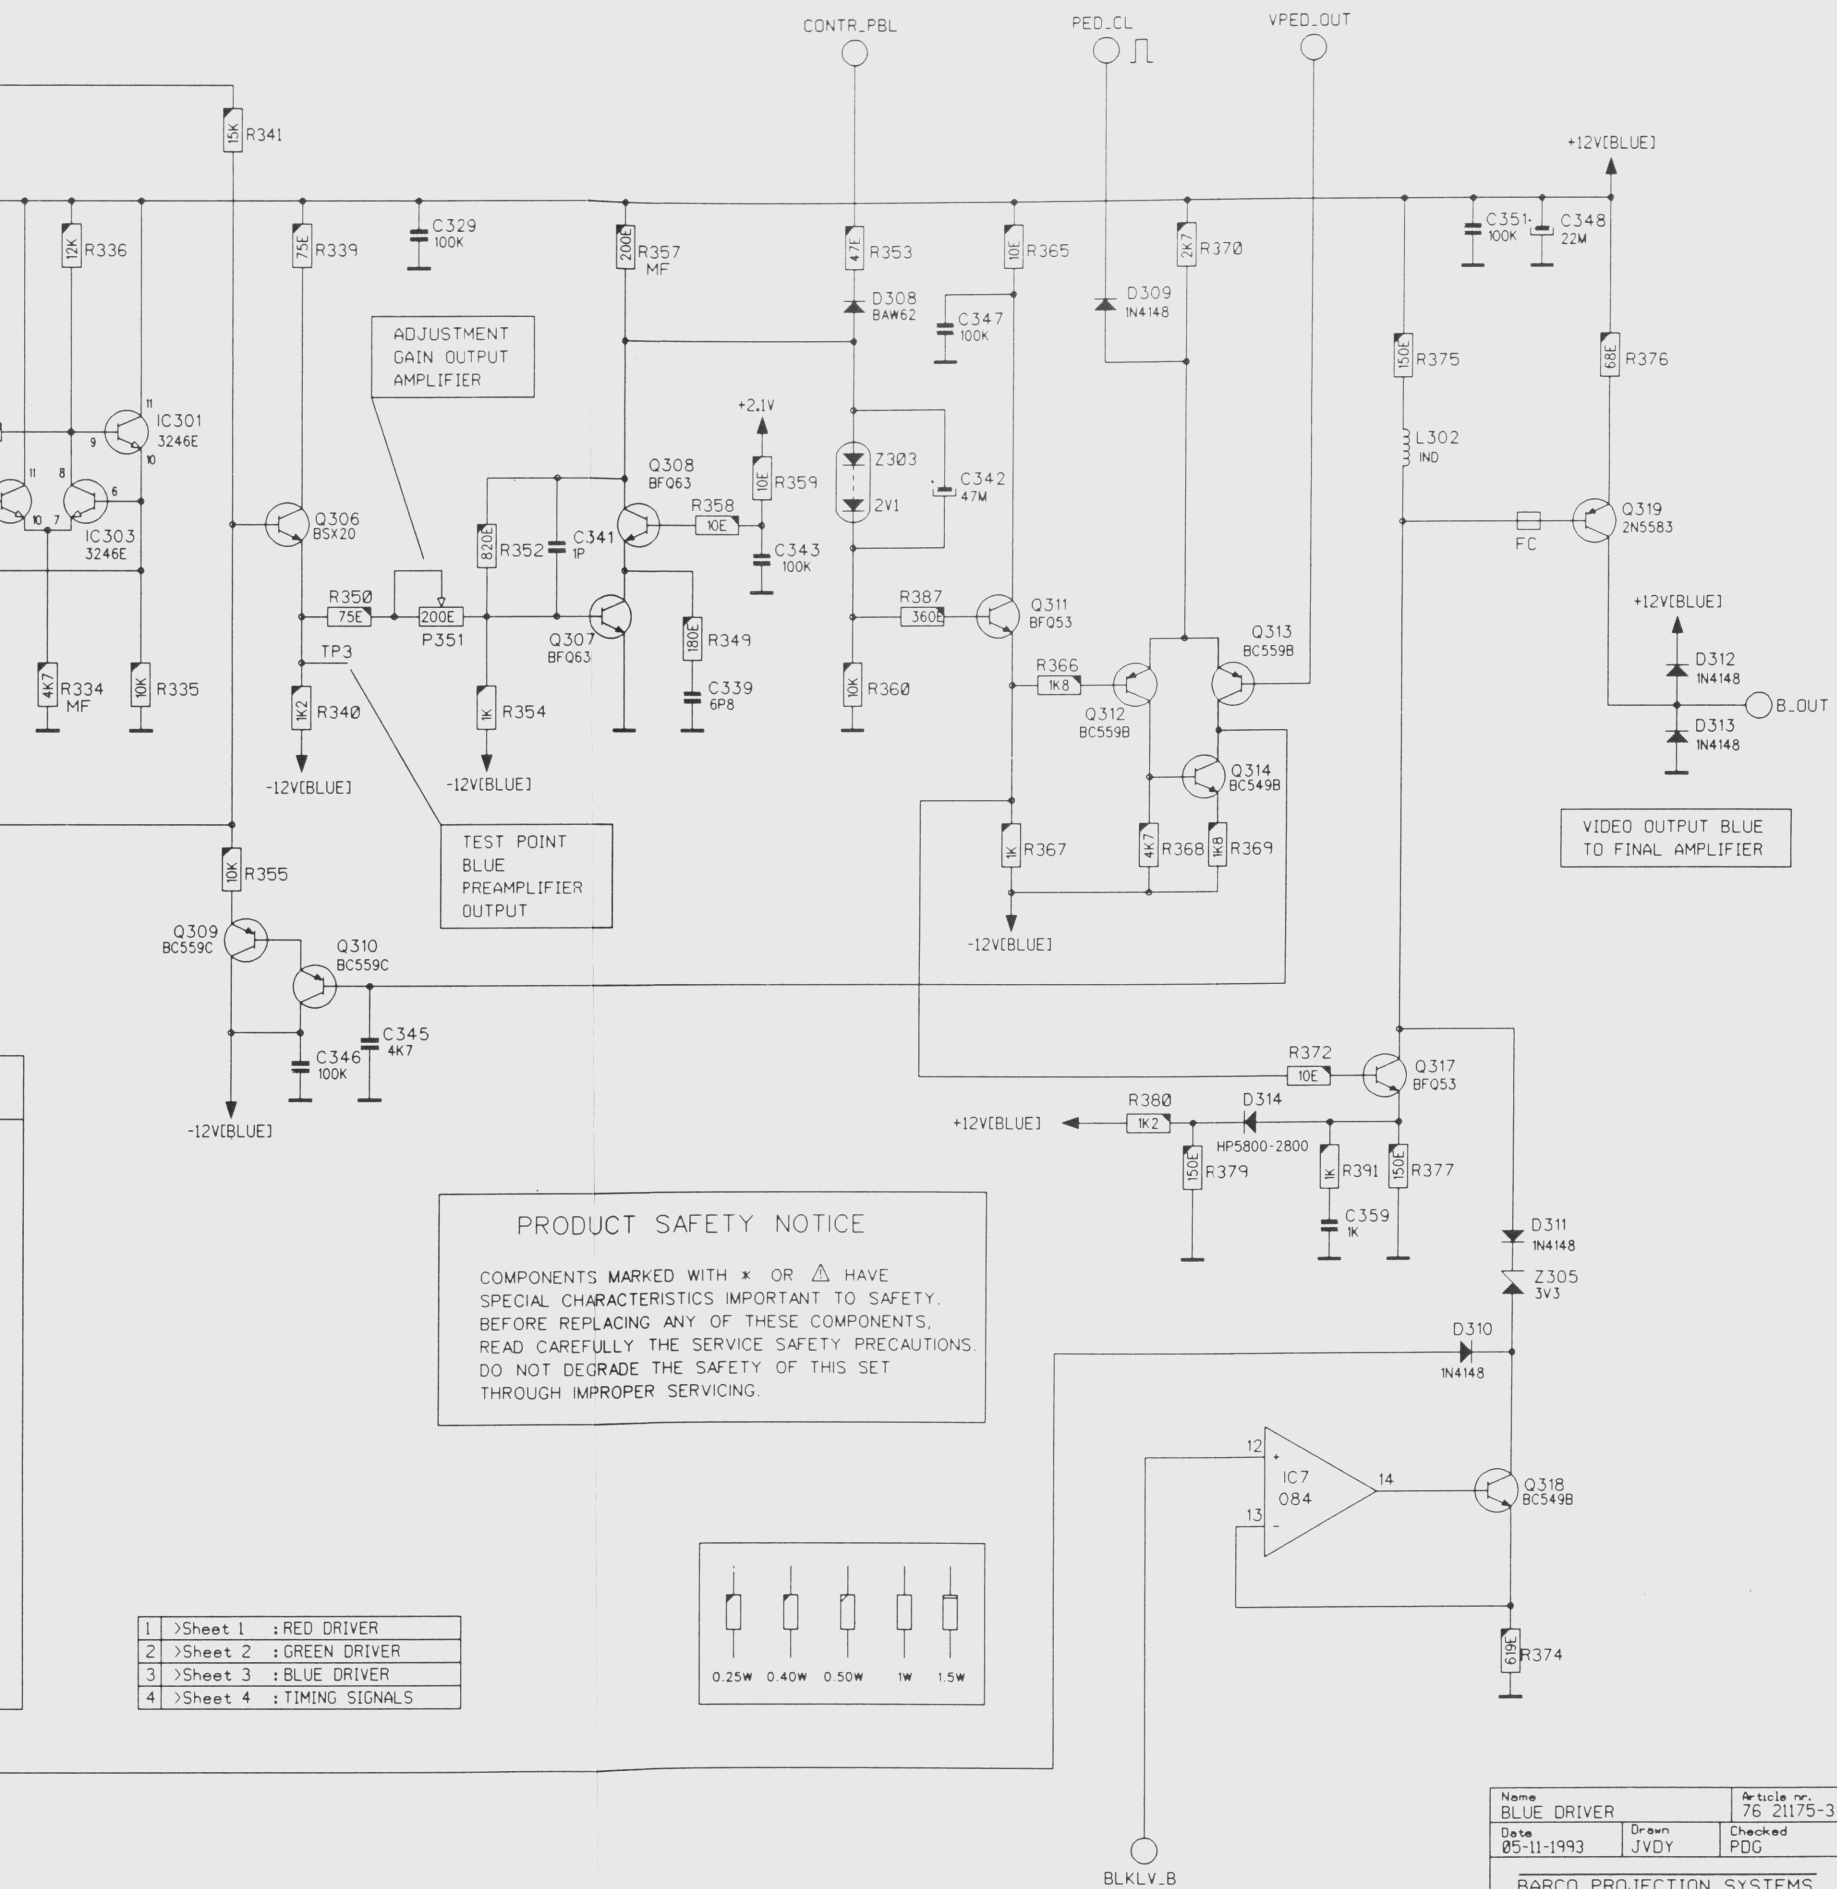 CONTR_PBL
PED_CL
VPED_OUT
15K R341
+12V[BLUE]
12K R336
75E R339
C329
100K
200E R357
MF
47E R353
10E R365
2K7 R370
C351
100K
C348
22M
D308
BAW62
D309
1N4148
C347
100K
ADJUSTMENT
GAIN OUTPUT
AMPLIFIER
150E R375
68E R376
+2.1V
11
IC301
3246E
9
10
L302
IND
11
8
6
10
7
IC303
3246E
Q308
BFQ63
R358
10E
10E R359
Z303
2V1
C342
47M
Q306
BSX20
820E R352
C341
1P
C343
100K
FC
Q319
2N5583
R350
75E
200E
P351
Q307
BFQ63
180E R349
R387
360E
Q311
BFQ53
Q313
BC559B
+12V[BLUE]
TP3
4K7 R334
MF
10K R335
1K2 R340
1K R354
C339
6P8
10K R360
R366
1K8
Q312
BC559B
D312
1N4148
B_OUT
D313
1N4148
-12V[BLUE]
-12V[BLUE]
Q314
BC549B
TEST POINT
BLUE
PREAMPLIFIER
OUTPUT
1K R367
4K7 R368
1K8 R369
VIDEO OUTPUT BLUE
TO FINAL AMPLIFIER
10K R355
Q309
BC559C
Q310
BC559C
-12V[BLUE]
C345
4K7
C346
100K
-12V[BLUE]
R372
10E
Q317
BFQ53
+12V[BLUE]
R380
1K2
D314
HP5800-2800
150E R379
1K R391
150E R377
C359
1K
D311
1N4148
Z305
3V3
D310
1N4148
PRODUCT SAFETY NOTICE
COMPONENTS MARKED WITH * OR ⚠ HAVE
SPECIAL CHARACTERISTICS IMPORTANT TO SAFETY.
BEFORE REPLACING ANY OF THESE COMPONENTS,
READ CAREFULLY THE SERVICE SAFETY PRECAUTIONS.
DO NOT DEGRADE THE SAFETY OF THIS SET
THROUGH IMPROPER SERVICING.
12
+
IC7
084
14
13
-
Q318
BC549B
619E R374
0.25W 0.40W 0.50W 1W 1.5W
1 >Sheet 1 : RED DRIVER
2 >Sheet 2 : GREEN DRIVER
3 >Sheet 3 : BLUE DRIVER
4 >Sheet 4 : TIMING SIGNALS
BLKLV_B
Name
BLUE DRIVER
Article nr.
76 21175-3
Date
05-11-1993
Drawn
JVDY
Checked
PDG
BARCO PROJECTION SYSTEMS